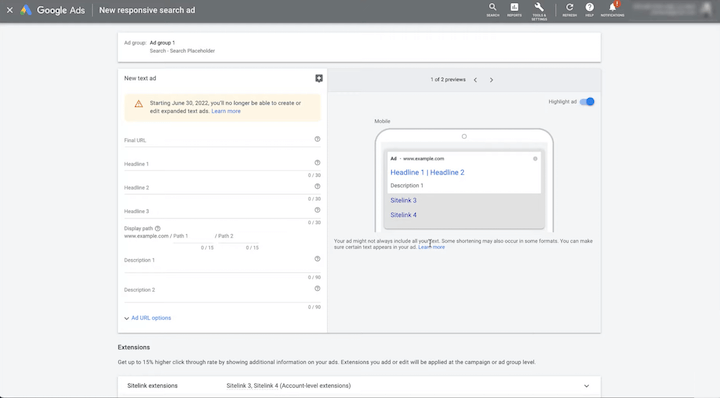 Google Ads
New responsive search ad
SEARCH
REPORTS
TOOLS &
SETTINGS
REFRESH
HELP
NOTIFICATIONS
1
Ad group: Ad group 1
Search - Search Placeholder
New text ad
Starting June 30, 2022, you'll no longer be able to create or
edit expanded text ads. Learn more
Final URL
Headline 1
0 / 30
Headline 2
0 / 30
Headline 3
0 / 30
Display path
www.example.com / Path 1 / Path 2
0 / 15 0 / 15
Description 1
0 / 90
Description 2
0 / 90
Ad URL options
1 of 2 previews
Highlight ad
Mobile
Ad · www.example.com
Headline 1 | Headline 2
Description 1
Sitelink 3
Sitelink 4
Your ad might not always include all your text. Some shortening may also occur in some formats. You can make
sure certain text appears in your ad. Learn more
Extensions
Get up to 15% higher click through rate by showing additional information on your ads. Extensions you add or edit will be applied at the campaign or ad group level.
Sitelink extensions Sitelink 3, Sitelink 4 (Account-level extensions)